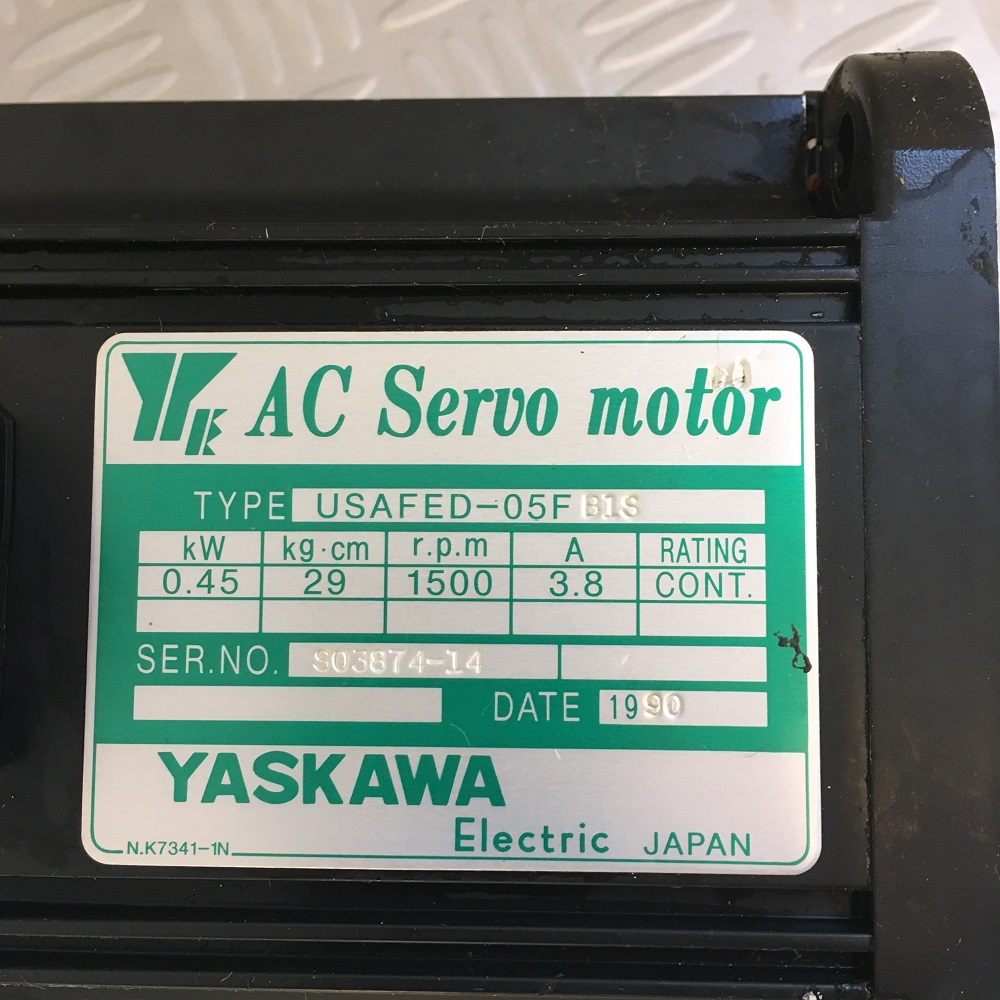 YK AC Servo motor
TYPE USAFED-05F B1S
kW kg·cm r.p.m A RATING
0.45 29 1500 3.8 CONT.
SER.NO. S03874-14
DATE 1990
YASKAWA
Electric JAPAN
N.K7341-1N